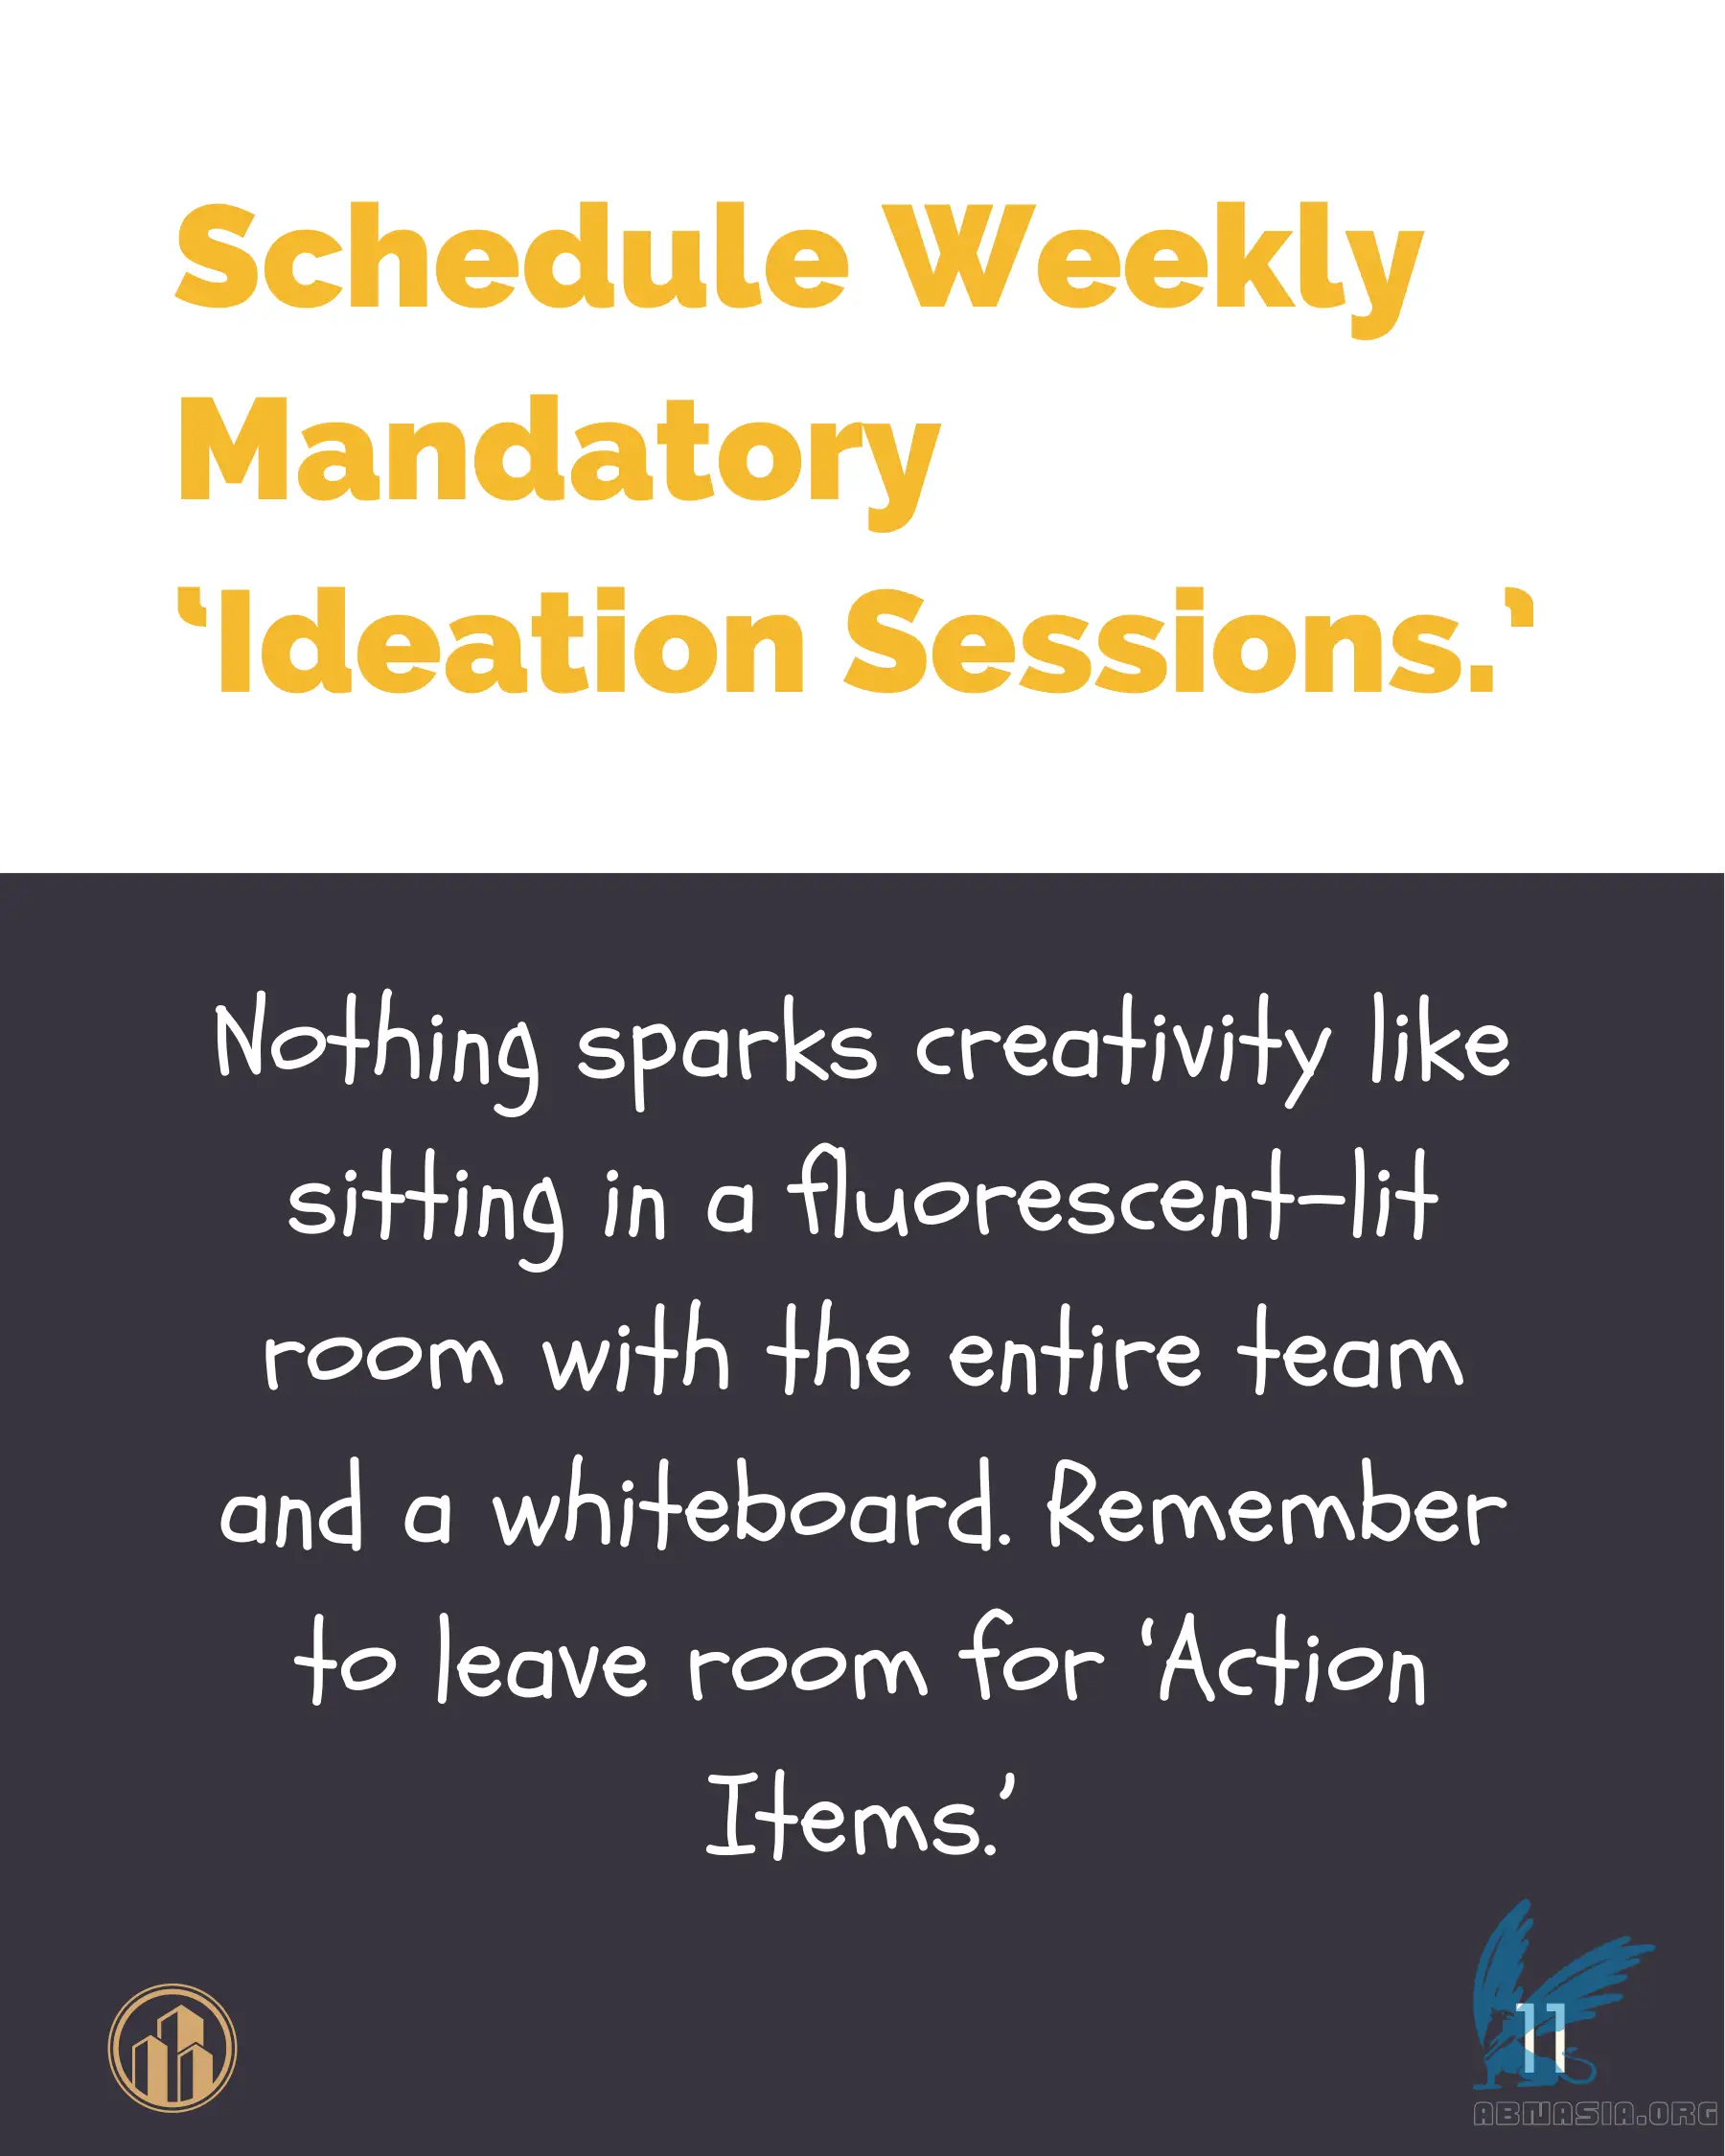 Schedule Weekly
Mandatory
‘Ideation Sessions.’
Nothing sparks creativity like
sitting in a fluorescent-lit
room with the entire team
and a whiteboard. Remember
to leave room for ‘Action
Items.’
11
ABNASIA.ORG